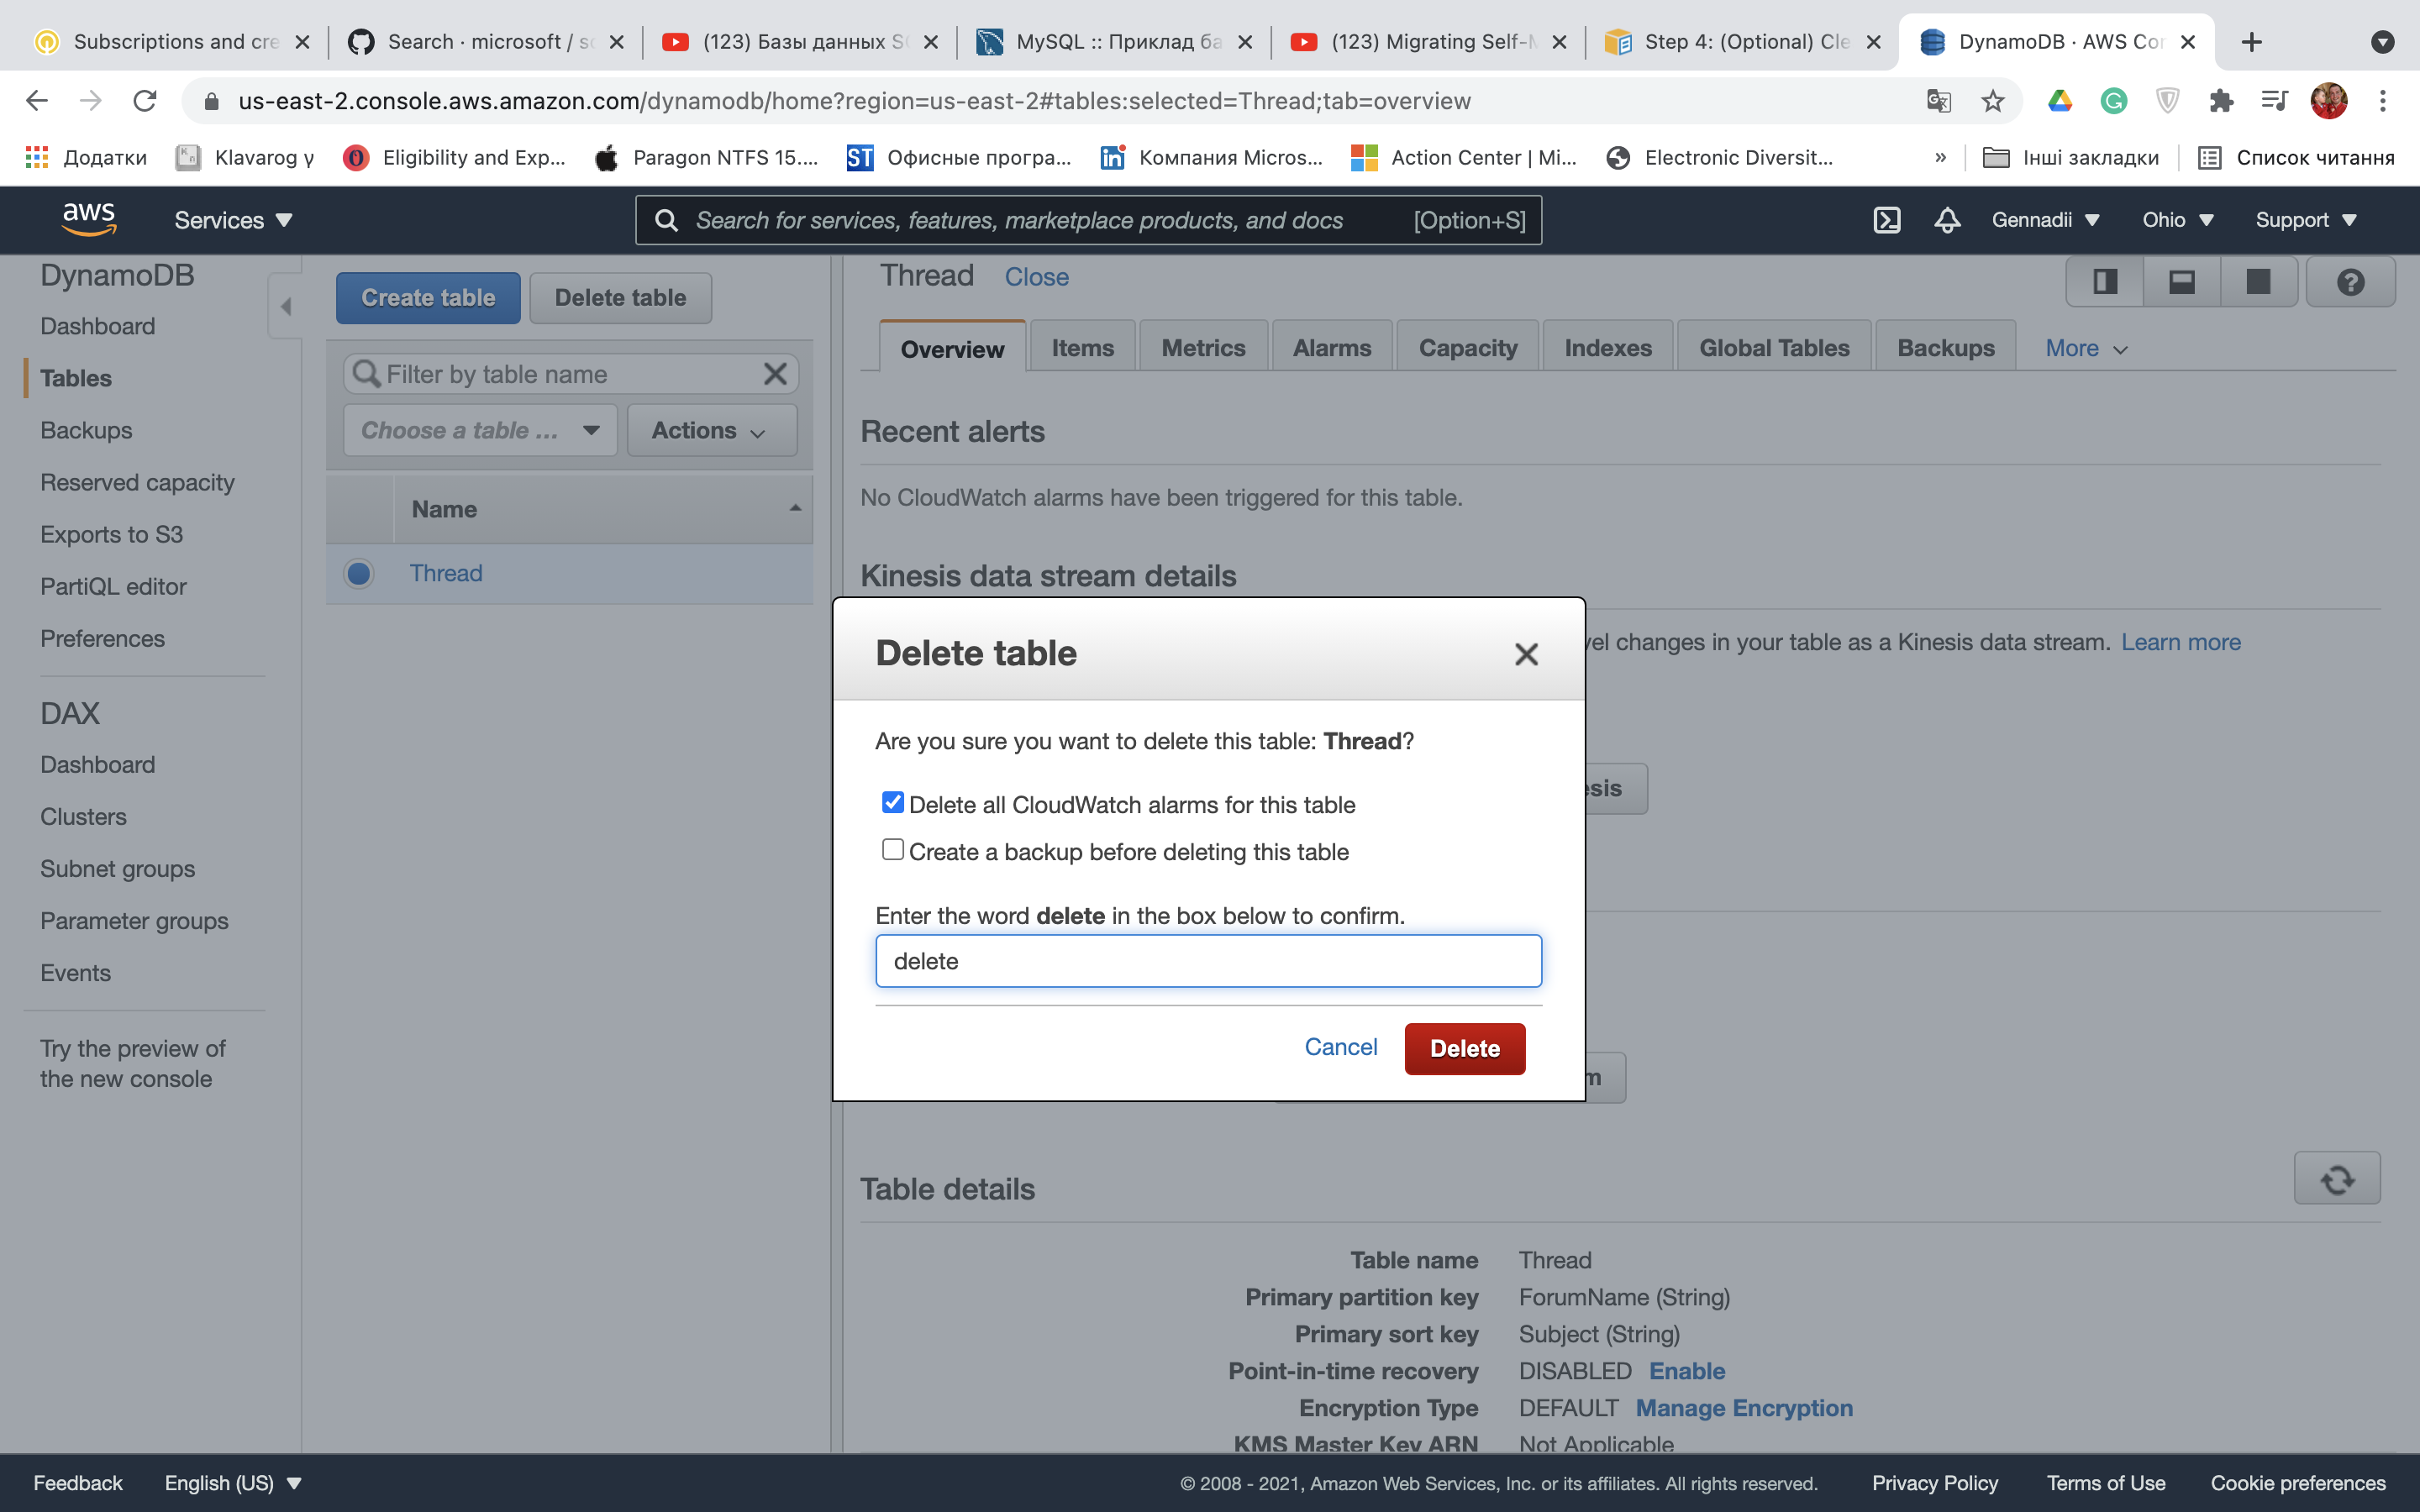 Subscriptions and cre
Search · microsoft / s
(123) Базы данных S
MySQL :: Приклад ба
(123) Migrating Self-M
Step 4: (Optional) Cle
DynamoDB · AWS Cor
us-east-2.console.aws.amazon.com/dynamodb/home?region=us-east-2#tables:selected=Thread;tab=overview
Додатки
Klavarog γ
Eligibility and Exp...
Paragon NTFS 15....
ST Офисные програ...
Компания Micros...
Action Center | Mi...
Electronic Diversit...
»
Інші закладки
Список читання
aws
Services
Search for services, features, marketplace products, and docs
[Option+S]
Gennadii
Ohio
Support
DynamoDB
Dashboard
Tables
Backups
Reserved capacity
Exports to S3
PartiQL editor
Preferences
DAX
Dashboard
Clusters
Subnet groups
Parameter groups
Events
Try the preview of
the new console
Create table
Delete table
Filter by table name
Choose a table ...
Actions
Name
Thread
Thread
Close
Overview
Items
Metrics
Alarms
Capacity
Indexes
Global Tables
Backups
More
Recent alerts
No CloudWatch alarms have been triggered for this table.
Kinesis data stream details
vel changes in your table as a Kinesis data stream. Learn more
esis
Delete table
Are you sure you want to delete this table: Thread?
Delete all CloudWatch alarms for this table
Create a backup before deleting this table
Enter the word delete in the box below to confirm.
delete
Cancel
Delete
m
Table details
Table name Thread
Primary partition key ForumName (String)
Primary sort key Subject (String)
Point-in-time recovery DISABLED Enable
Encryption Type DEFAULT Manage Encryption
KMS Master Key ARN Not Applicable
Feedback
English (US)
© 2008 - 2021, Amazon Web Services, Inc. or its affiliates. All rights reserved.
Privacy Policy
Terms of Use
Cookie preferences